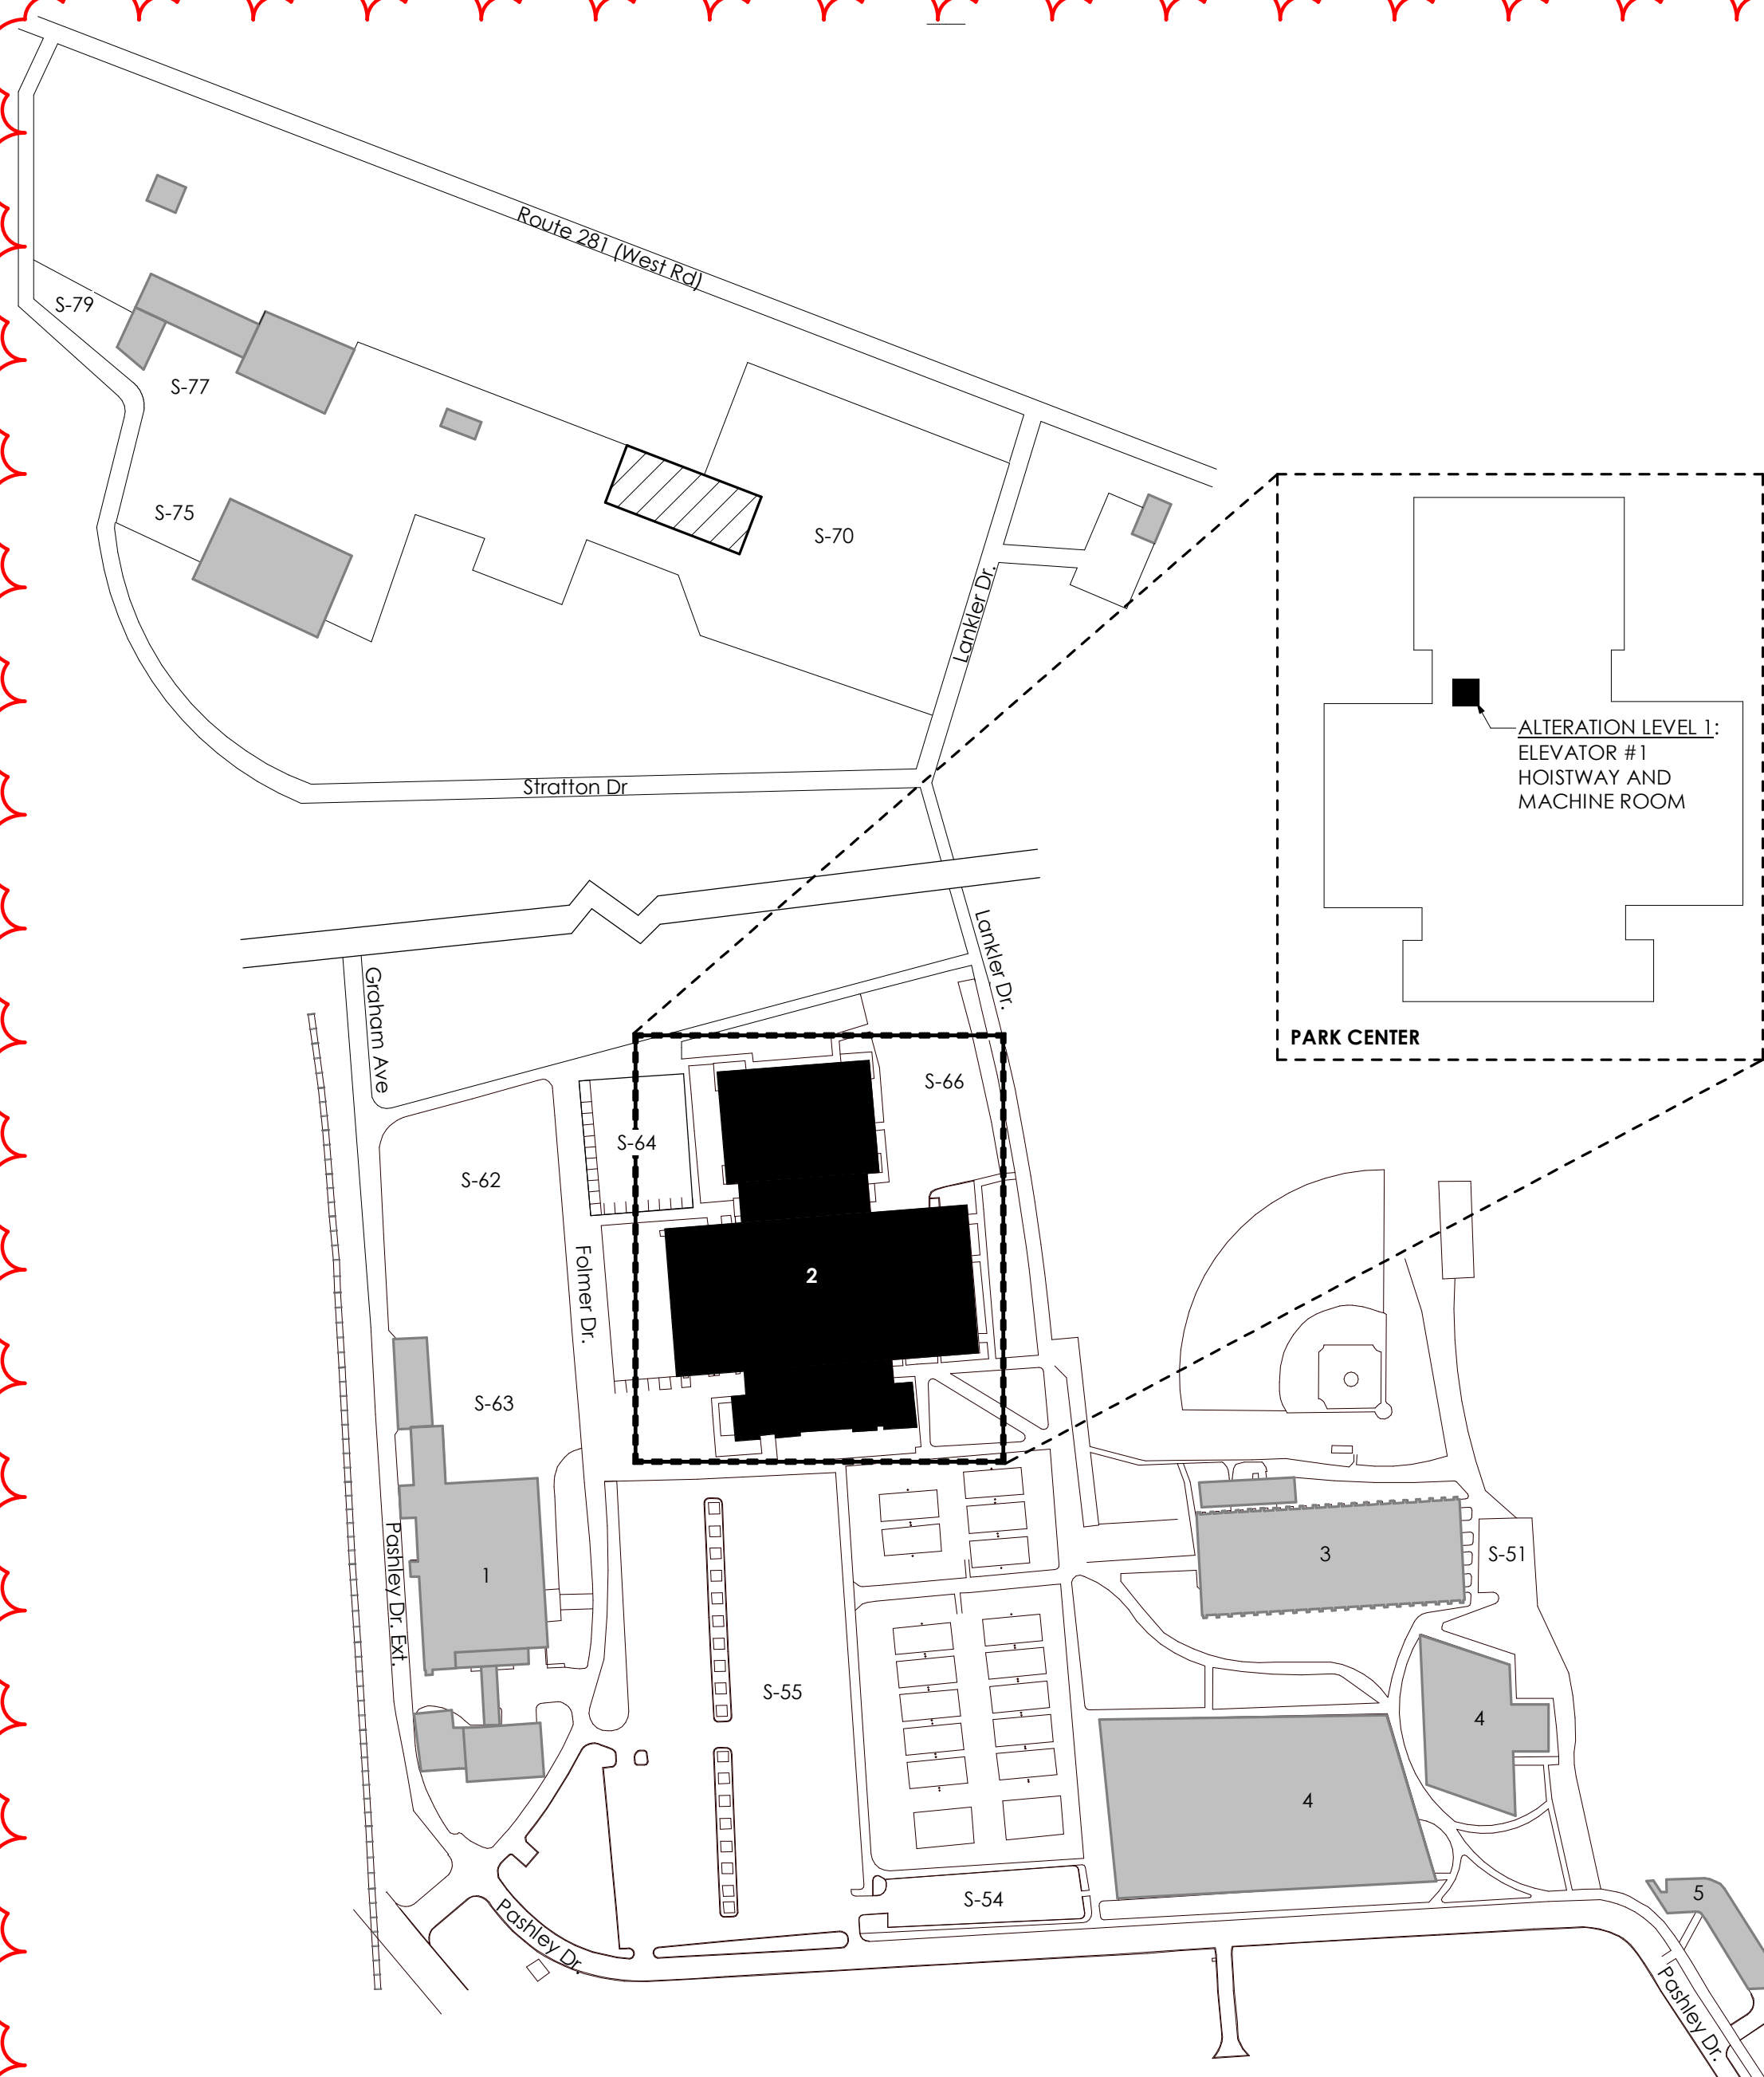 Route 281 (West Rd)
S-79
S-77
S-75
S-70
Lankler Dr.
Stratton Dr
ALTERATION LEVEL 1:
ELEVATOR #1
HOISTWAY AND
MACHINE ROOM
PARK CENTER
Lankler Dr.
Graham Ave
S-66
S-64
S-62
2
Folmer Dr.
S-63
Pashley Dr. Ext.
1
3
S-51
S-55
4
4
S-54
5
Pashley Dr.
Pashley Dr.